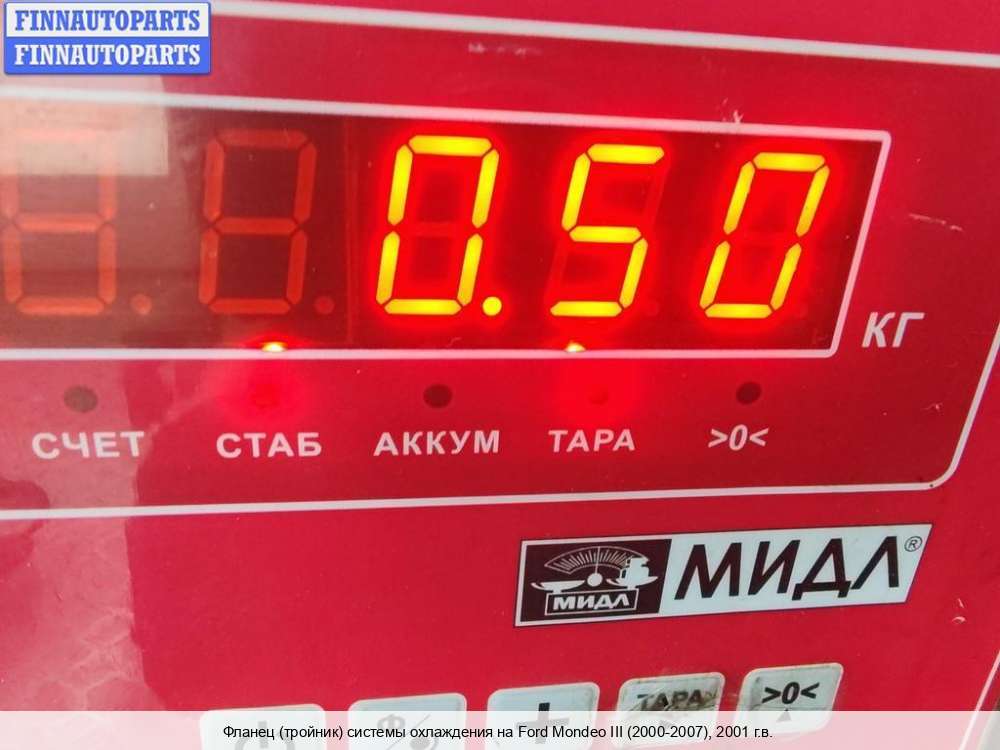 FINNAUTOPARTS
FINNAUTOPARTS
0.50
КГ
СЧЕТ СТАБ АККУМ ТАРА >0<
МИДЛ МИДЛ®
ТАРА >0<
Фланец (тройник) системы охлаждения на Ford Mondeo III (2000-2007), 2001 г.в.